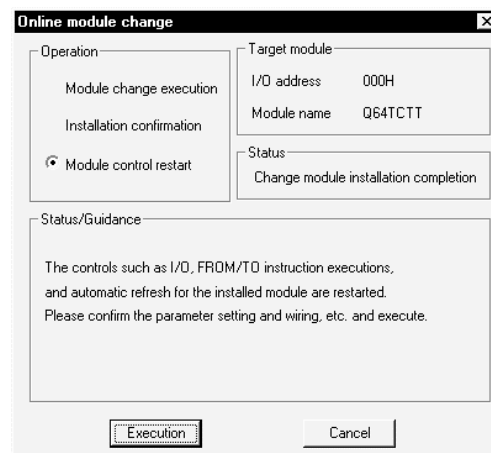 Online module change
Operation
Module change execution
Installation confirmation
Module control restart
Target module
I/O address 000H
Module name Q64TCTT
Status
Change module installation completion
Status/Guidance
The controls such as I/O, FROM/TO instruction executions,
and automatic refresh for the installed module are restarted.
Please confirm the parameter setting and wiring, etc. and execute.
Execution
Cancel